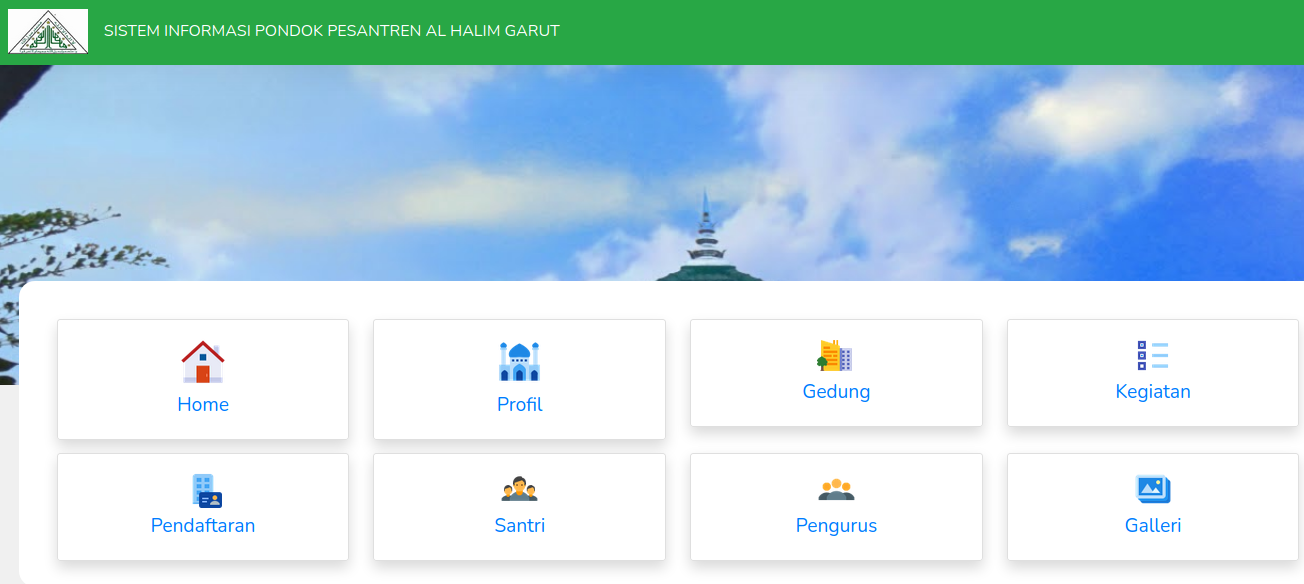 SISTEM INFORMASI PONDOK PESANTREN AL HALIM GARUT
Home
Profil
Gedung
Kegiatan
Pendaftaran
Santri
Pengurus
Galleri